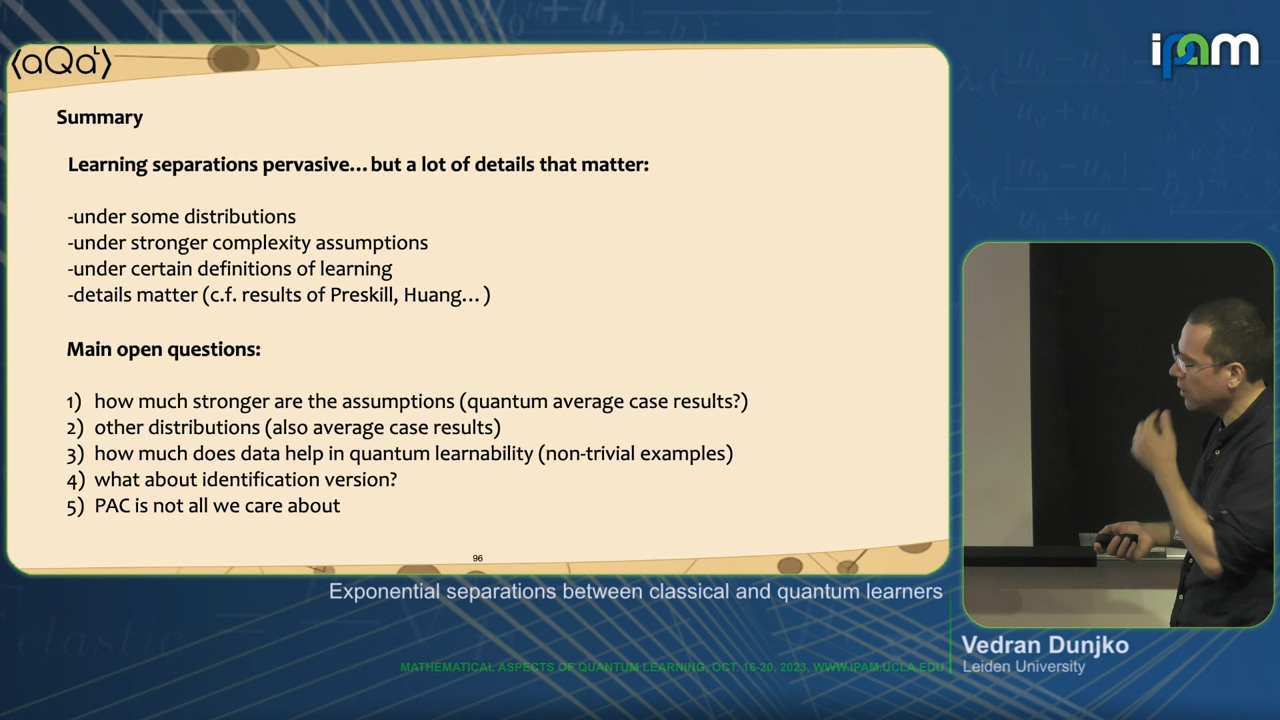 ⟨aQaᴸ⟩
ipam
Summary
Learning separations pervasive... but a lot of details that matter:
-under some distributions
-under stronger complexity assumptions
-under certain definitions of learning
-details matter (c.f. results of Preskill, Huang... )
Main open questions:
1) how much stronger are the assumptions (quantum average case results?)
2) other distributions (also average case results)
3) how much does data help in quantum learnability (non-trivial examples)
4) what about identification version?
5) PAC is not all we care about
96
Exponential separations between classical and quantum learners
Vedran Dunjko
Leiden University
MATHEMATICAL ASPECTS OF QUANTUM LEARNING, OCT. 16-20, 2023, WWW.IPAM.UCLA.EDU
elastic